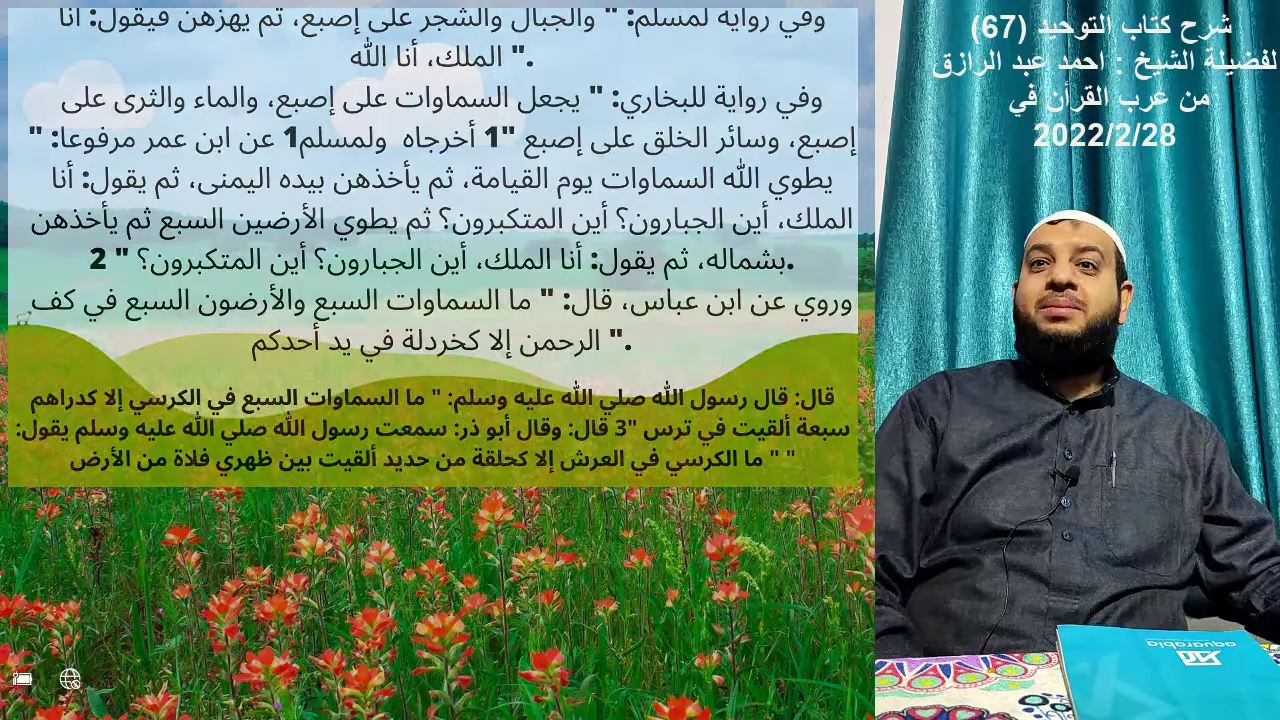 وفي رواية لمسلم: " والجبال والشجر على إصبع، ثم يهزهن فيقول: أنا
الملك، أنا الله ".
وفي رواية للبخاري: " يجعل السماوات على إصبع، والماء والثرى على
إصبع، وسائر الخلق على إصبع "1 أخرجاه ولمسلم1 عن ابن عمر مرفوعا: "
يطوي الله السماوات يوم القيامة، ثم يأخذهن بيده اليمنى، ثم يقول: أنا
الملك، أين الجبارون؟ أين المتكبرون؟ ثم يطوي الأرضين السبع ثم يأخذهن
بشماله، ثم يقول: أنا الملك، أين الجبارون؟ أين المتكبرون؟ " 2.
وروي عن ابن عباس، قال: " ما السماوات السبع والأرضون السبع في كف
الرحمن إلا كخردلة في يد أحدكم ".
قال: قال رسول الله صلي الله عليه وسلم: " ما السماوات السبع في الكرسي إلا كدراهم
سبعة ألقيت في ترس "3 قال: وقال أبو ذر: سمعت رسول الله صلي الله عليه وسلم يقول:
" " ما الكرسي في العرش إلا كحلقة من حديد ألقيت بين ظهري فلاة من الأرض
شرح كتاب التوحيد (67)
لفضيلة الشيخ : احمد عبد الرازق
من غرب القرآن في
2022/2/28
aquarabia